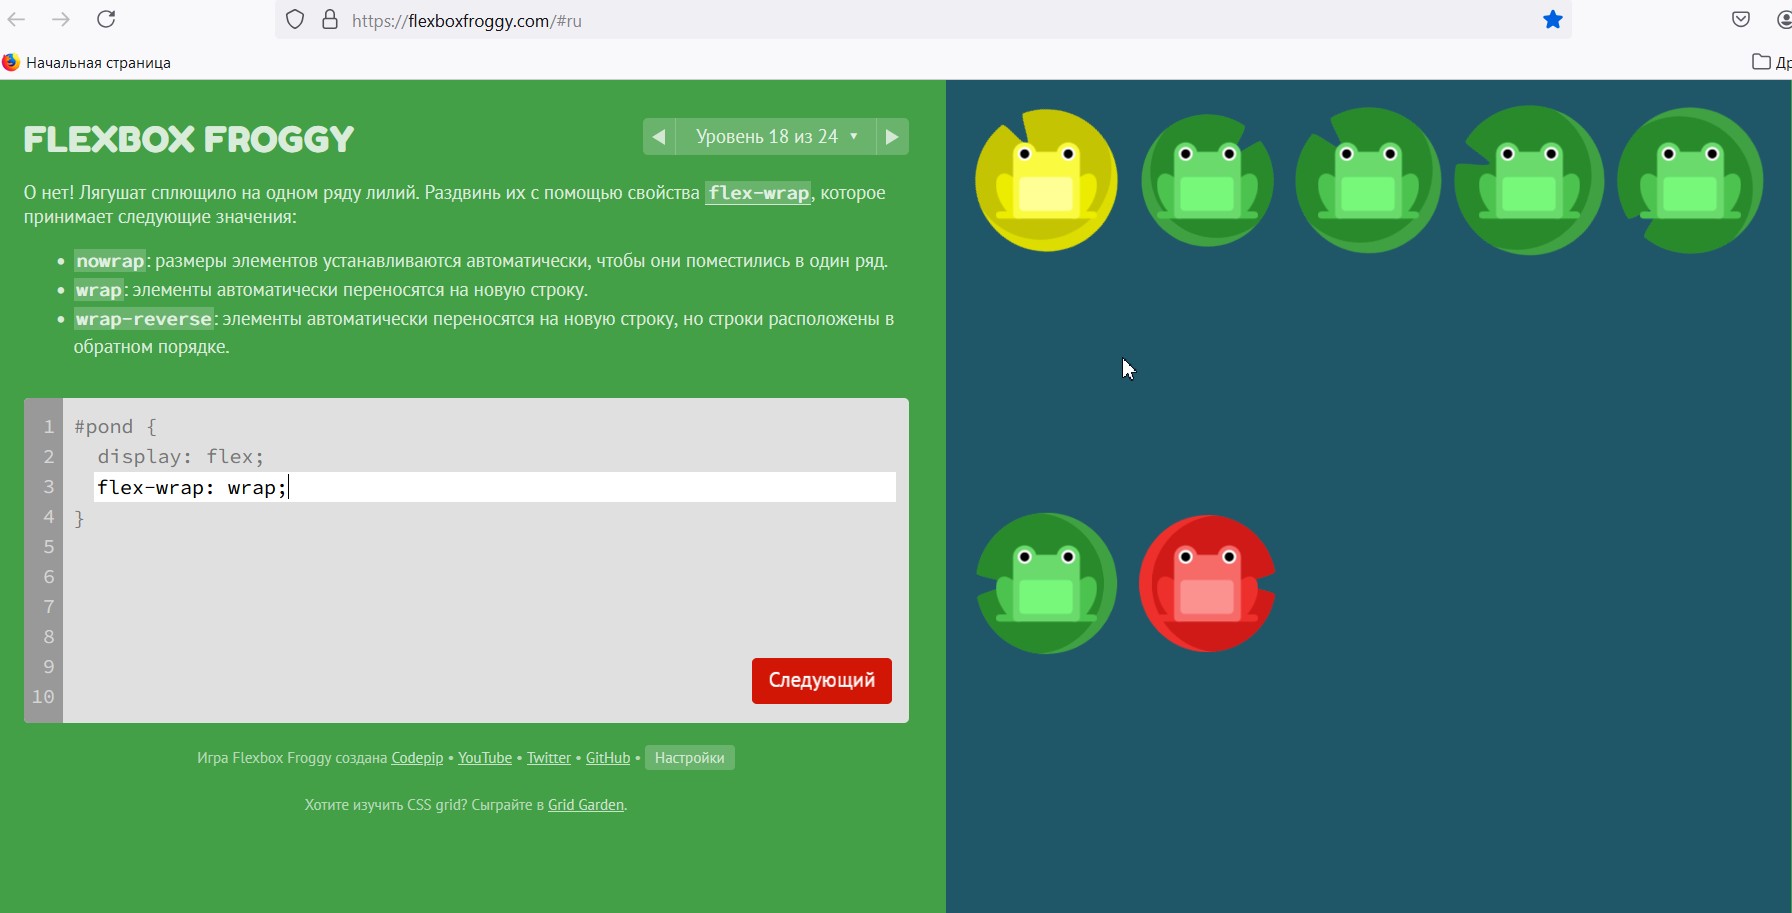 https://flexboxfroggy.com/#ru
Начальная страница
Др
FLEXBOX FROGGY
Уровень 18 из 24
О нет! Лягушат сплющило на одном ряду лилий. Раздвинь их с помощью свойства flex-wrap, которое
принимает следующие значения:
• nowrap: размеры элементов устанавливаются автоматически, чтобы они поместились в один ряд.
• wrap: элементы автоматически переносятся на новую строку.
• wrap-reverse: элементы автоматически переносятся на новую строку, но строки расположены в
обратном порядке.
1 #pond {
2 display: flex;
3 flex-wrap: wrap;
4 }
5
6
7
8
9
10
Следующий
Игра Flexbox Froggy создана Codepip • YouTube • Twitter • GitHub • Настройки
Хотите изучить CSS grid? Сыграйте в Grid Garden.